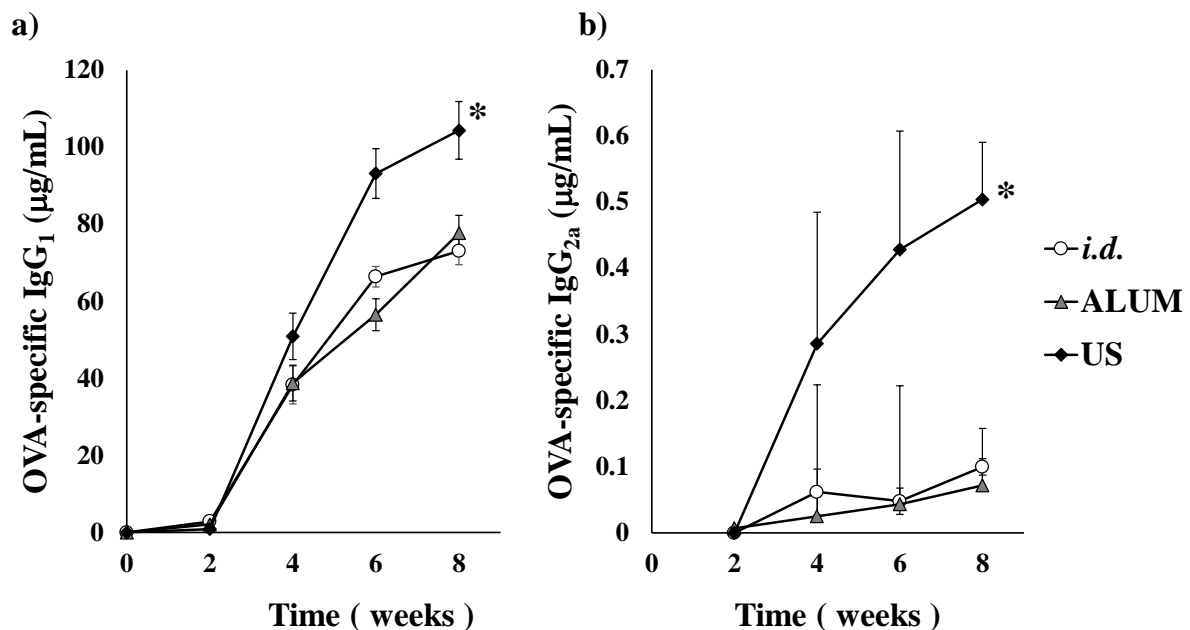 a)
OVA-specific IgG1 (μg/mL)
120
100
80
60
40
20
0
*
0 2 4 6 8
Time ( weeks )
b)
OVA-specific IgG2a (μg/mL)
0.7
0.6
0.5
0.4
0.3
0.2
0.1
0
*
0 2 4 6 8
Time ( weeks )
i.d.
ALUM
US